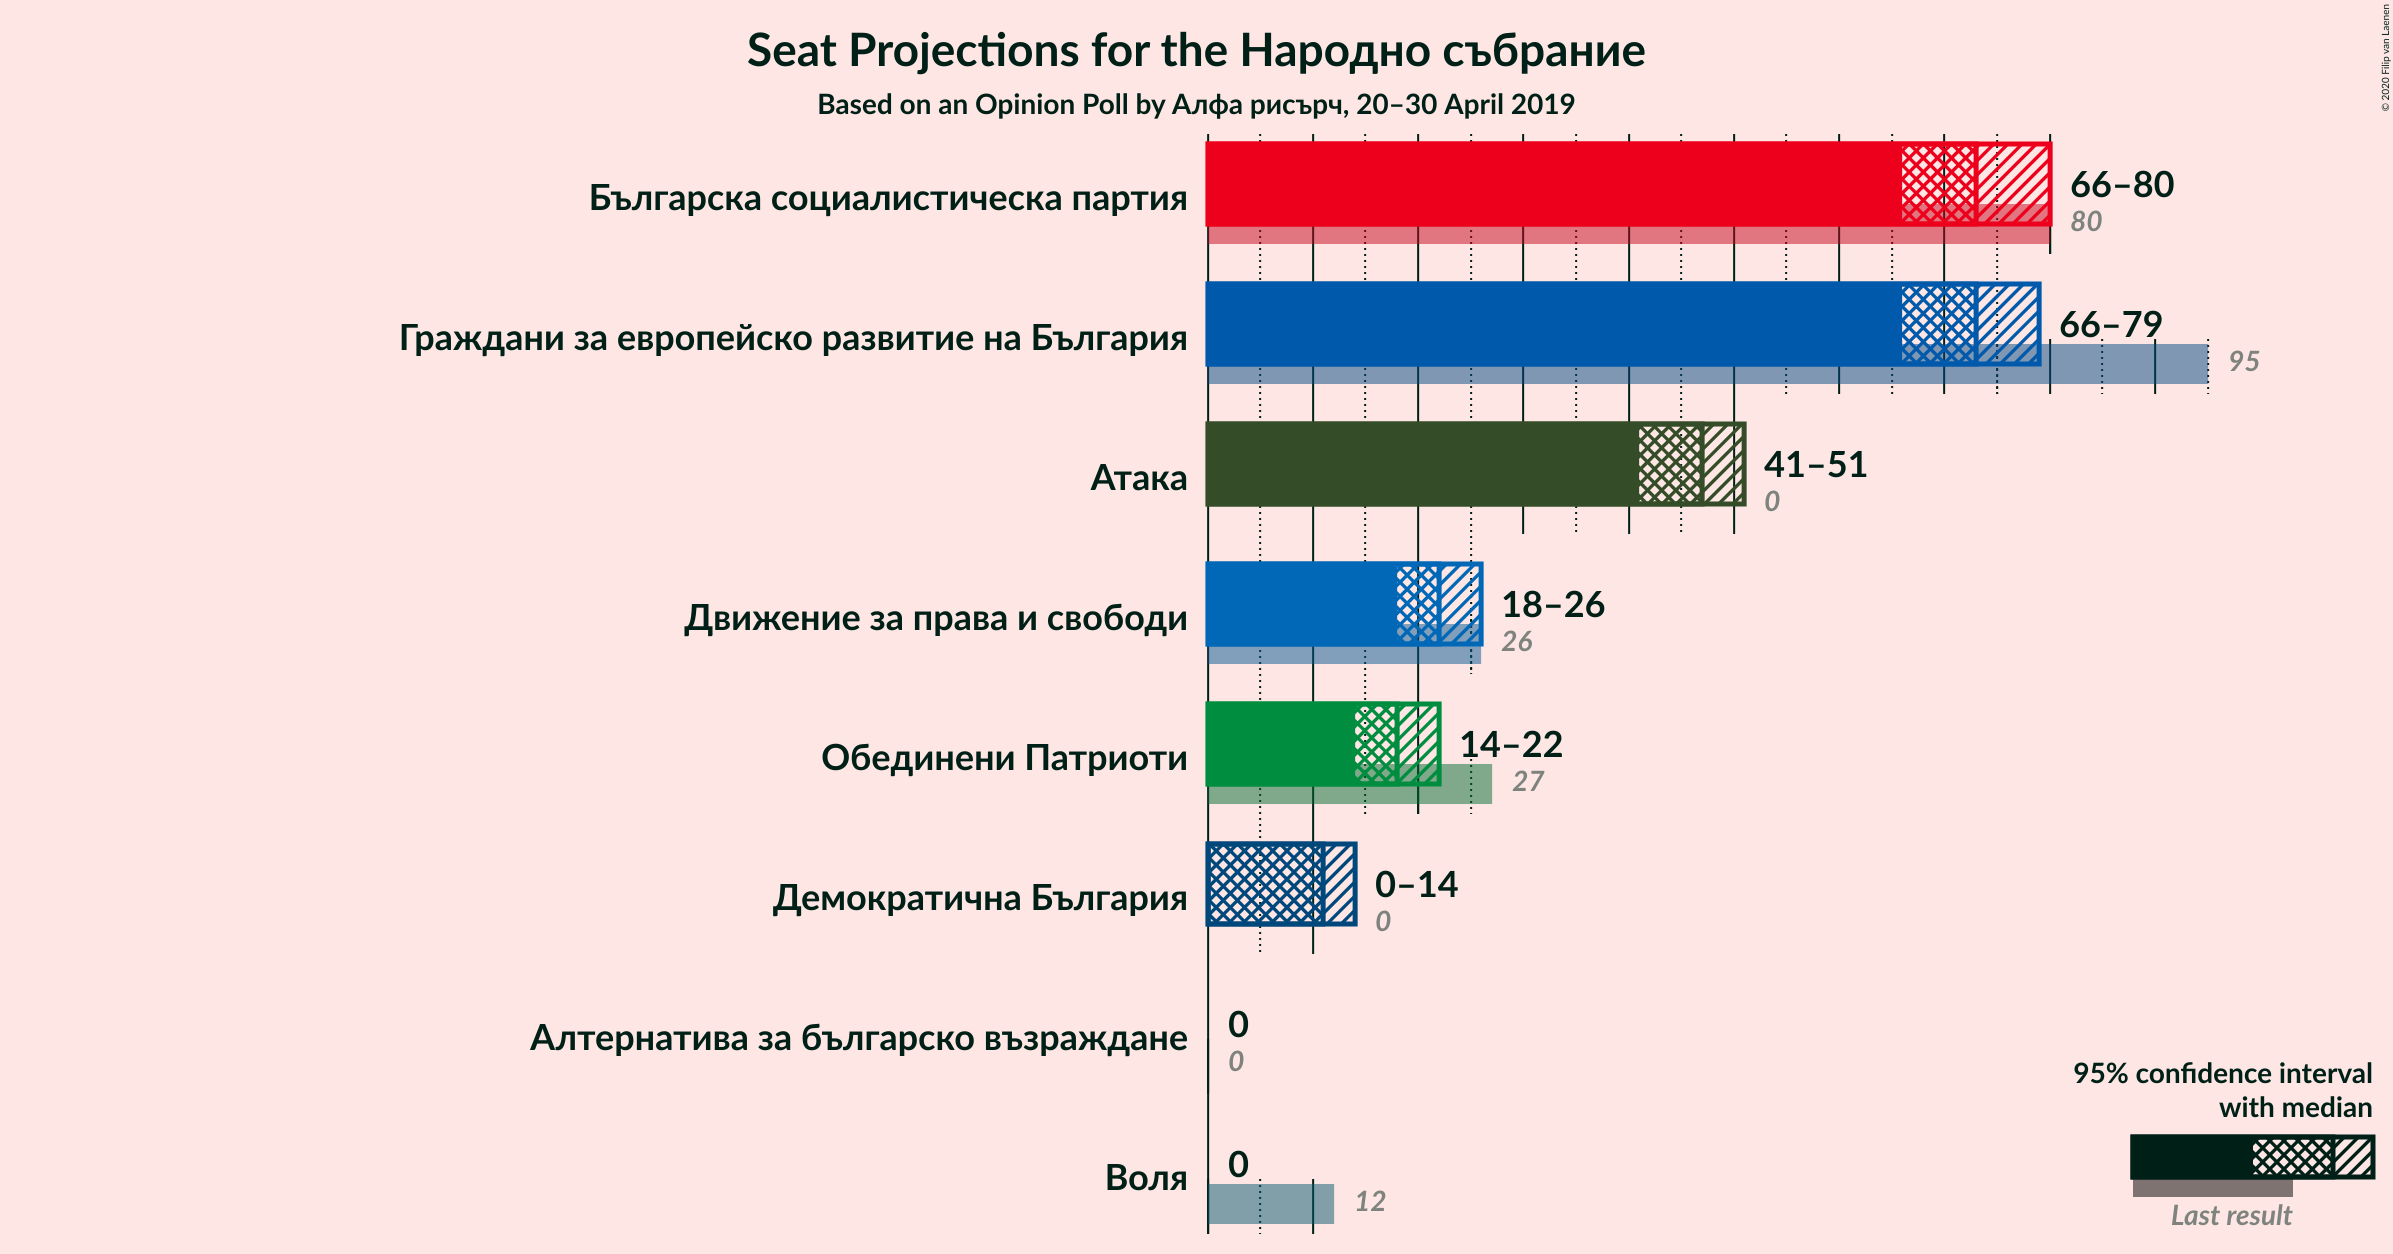 Seat Projections for the Народно събрание
Based on an Opinion Poll by Алфа рисърч, 20–30 April 2019
© 2020 Filip van Laenen
Българска социалистическа партия
66–80
80
Граждани за европейско развитие на България
66–79
95
Атака
41–51
0
Движение за права и свободи
18–26
26
Обединени Патриоти
14–22
27
Демократична България
0–14
0
Алтернатива за българско възраждане
0
0
Воля
0
12
95% confidence interval
with median
Last result